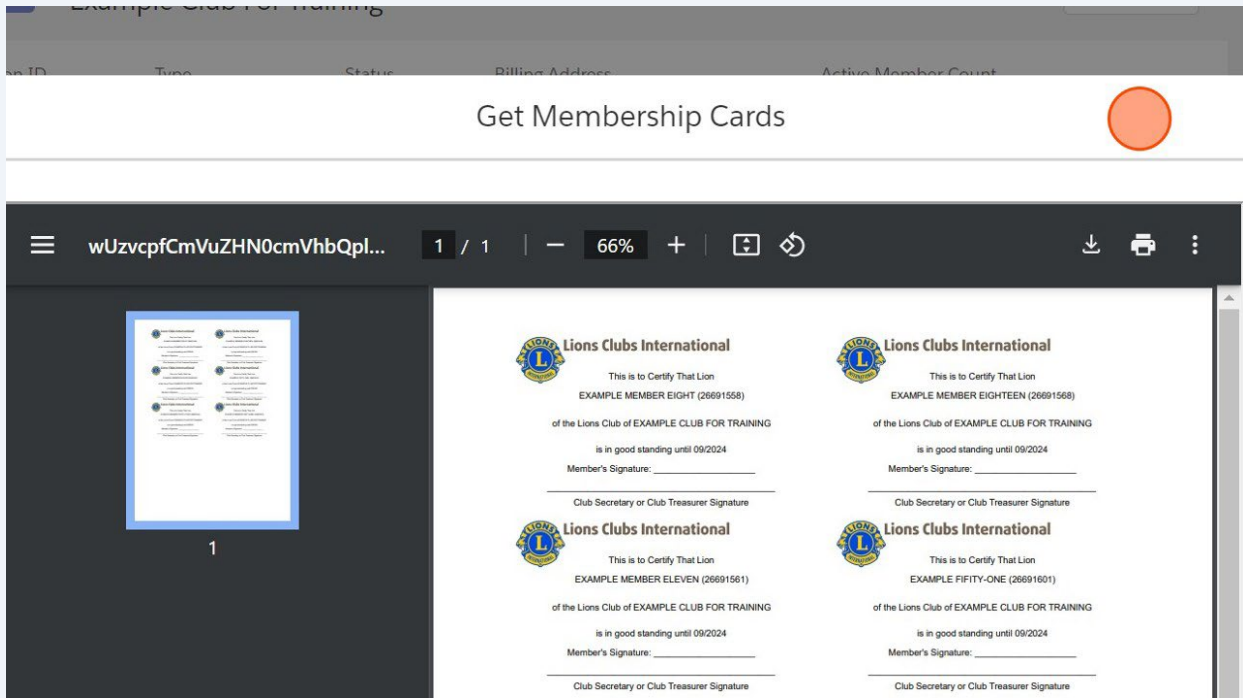 Example Club For Training
on ID Type Status Billing Address Active Member Count
Get Membership Cards
wUzvcpfCmVuZHN0cmVhbQpl... 1 / 1 66%
Lions Clubs International
This is to Certify That Lion
EXAMPLE MEMBER EIGHT (26691558)
of the Lions Club of EXAMPLE CLUB FOR TRAINING
is in good standing until 09/2024
Member's Signature: ____________________
Club Secretary or Club Treasurer Signature
Lions Clubs International
This is to Certify That Lion
EXAMPLE MEMBER EIGHTEEN (26691568)
of the Lions Club of EXAMPLE CLUB FOR TRAINING
is in good standing until 09/2024
Member's Signature: ____________________
Club Secretary or Club Treasurer Signature
Lions Clubs International
This is to Certify That Lion
EXAMPLE MEMBER ELEVEN (26691561)
of the Lions Club of EXAMPLE CLUB FOR TRAINING
is in good standing until 09/2024
Member's Signature: ____________________
Club Secretary or Club Treasurer Signature
Lions Clubs International
This is to Certify That Lion
EXAMPLE FIFITY-ONE (26691601)
of the Lions Club of EXAMPLE CLUB FOR TRAINING
is in good standing until 09/2024
Member's Signature: ____________________
Club Secretary or Club Treasurer Signature
1